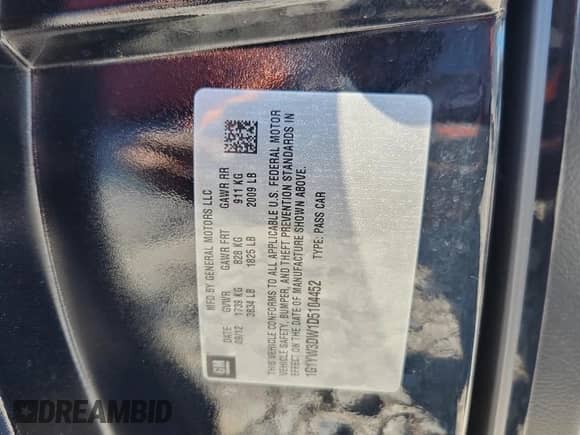 MFD BY GENERAL MOTORS LLC
DATE GVWR GAWR FRT GAWR RR
09/12 1739 KG 828 KG 911 KG
3834 LB 1825 LB 2009 LB
THIS VEHICLE CONFORMS TO ALL APPLICABLE U.S. FEDERAL MOTOR
VEHICLE SAFETY, BUMPER, AND THEFT PREVENTION STANDARDS IN
EFFECT ON THE DATE OF MANUFACTURE SHOWN ABOVE.
1G1YW3DW1D5104452 TYPE: PASS CAR
GM
DREAMBID